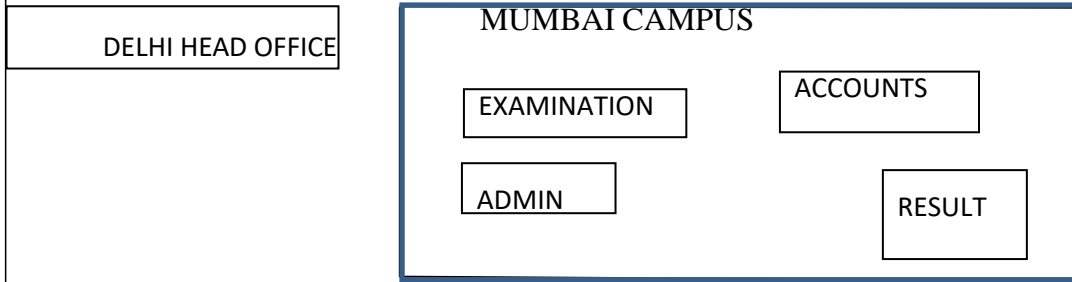 DELHI HEAD OFFICE
MUMBAI CAMPUS
EXAMINATION
ACCOUNTS
ADMIN
RESULT